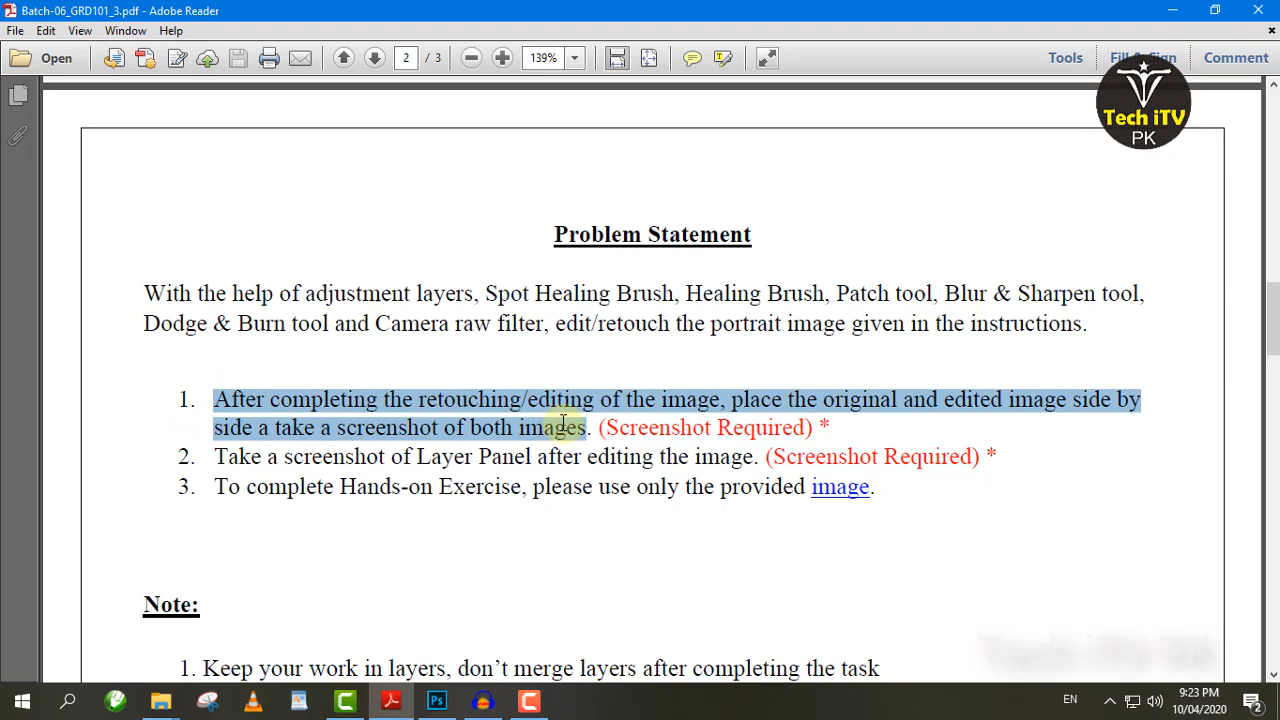 Batch-06_GRD101_3.pdf - Adobe Reader
File Edit View Window Help
Open 2 / 3 139% Tools Fill & Sign Comment
Tech iTV
PK
Problem Statement
With the help of adjustment layers, Spot Healing Brush, Healing Brush, Patch tool, Blur & Sharpen tool,
Dodge & Burn tool and Camera raw filter, edit/retouch the portrait image given in the instructions.
1. After completing the retouching/editing of the image, place the original and edited image side by
side a take a screenshot of both images. (Screenshot Required) *
2. Take a screenshot of Layer Panel after editing the image. (Screenshot Required) *
3. To complete Hands-on Exercise, please use only the provided image.
Note:
1. Keep your work in layers, don’t merge layers after completing the task
Ps
EN
9:23 PM
10/04/2020
2